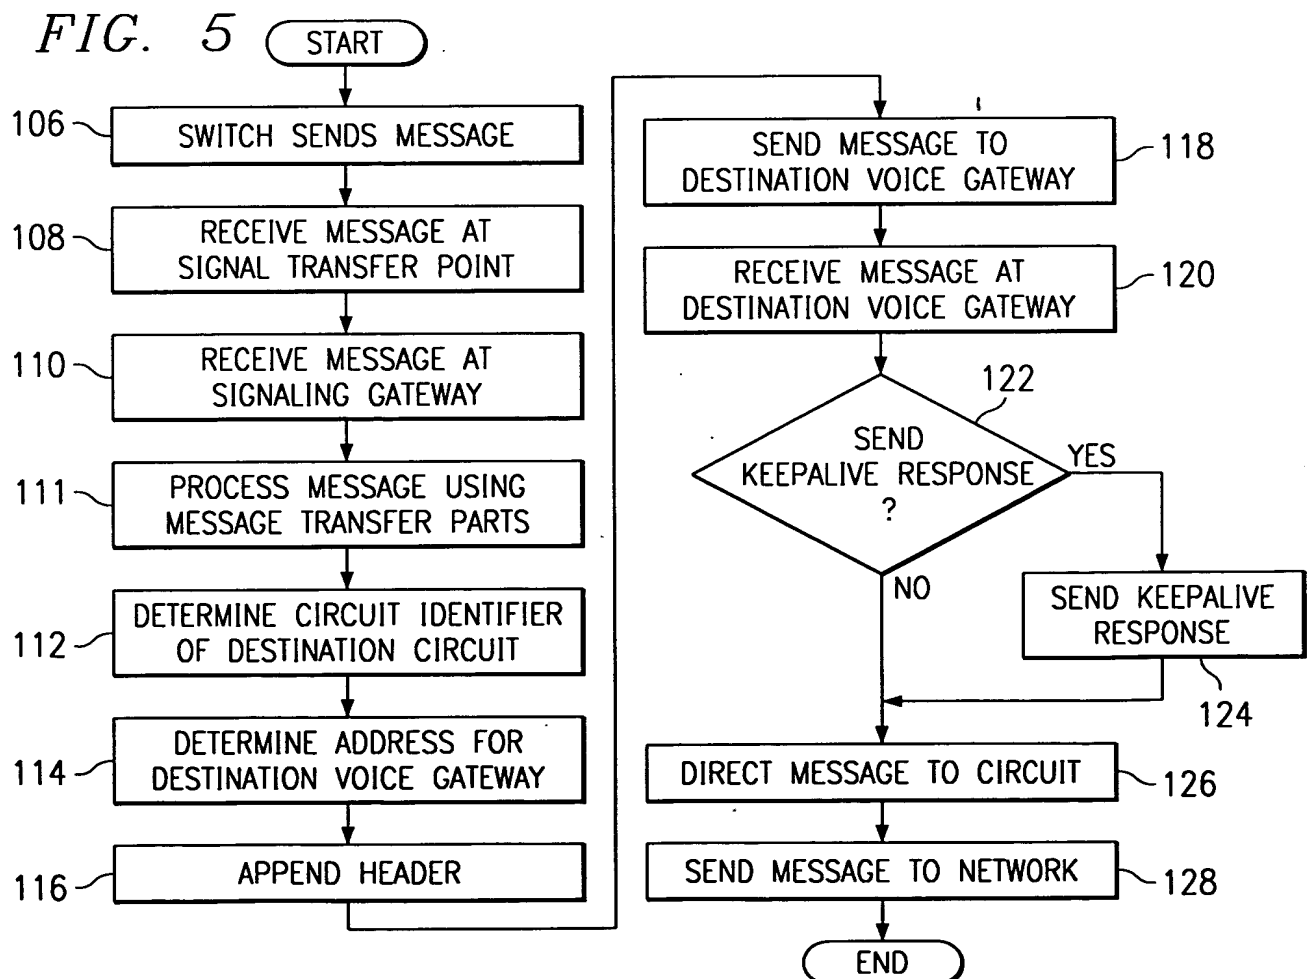 FIG. 5
START
106
SWITCH SENDS MESSAGE
108
RECEIVE MESSAGE AT
SIGNAL TRANSFER POINT
110
RECEIVE MESSAGE AT
SIGNALING GATEWAY
111
PROCESS MESSAGE USING
MESSAGE TRANSFER PARTS
112
DETERMINE CIRCUIT IDENTIFIER
OF DESTINATION CIRCUIT
114
DETERMINE ADDRESS FOR
DESTINATION VOICE GATEWAY
116
APPEND HEADER
SEND MESSAGE TO
DESTINATION VOICE GATEWAY
118
RECEIVE MESSAGE AT
DESTINATION VOICE GATEWAY
120
122
SEND
KEEPALIVE RESPONSE
?
YES
NO
SEND KEEPALIVE
RESPONSE
124
DIRECT MESSAGE TO CIRCUIT
126
SEND MESSAGE TO NETWORK
128
END